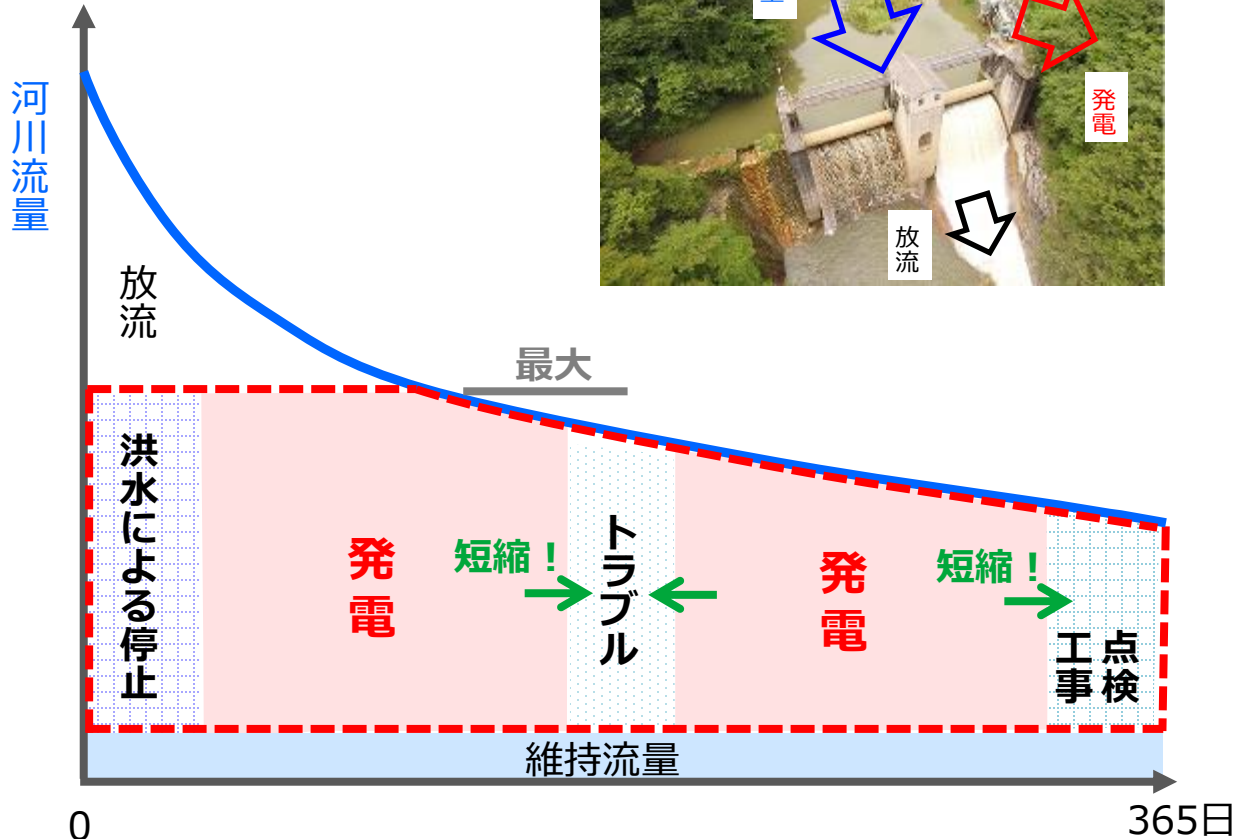 河川流量
発電
放流
放流
最大
洪水による停止
発電
短縮！
トラブル
発電
短縮！
点検
工事
維持流量
0
365日